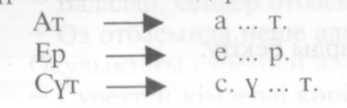 Ат → а ... т.
Ер → е ... р.
Сүт → с. ү ... т.